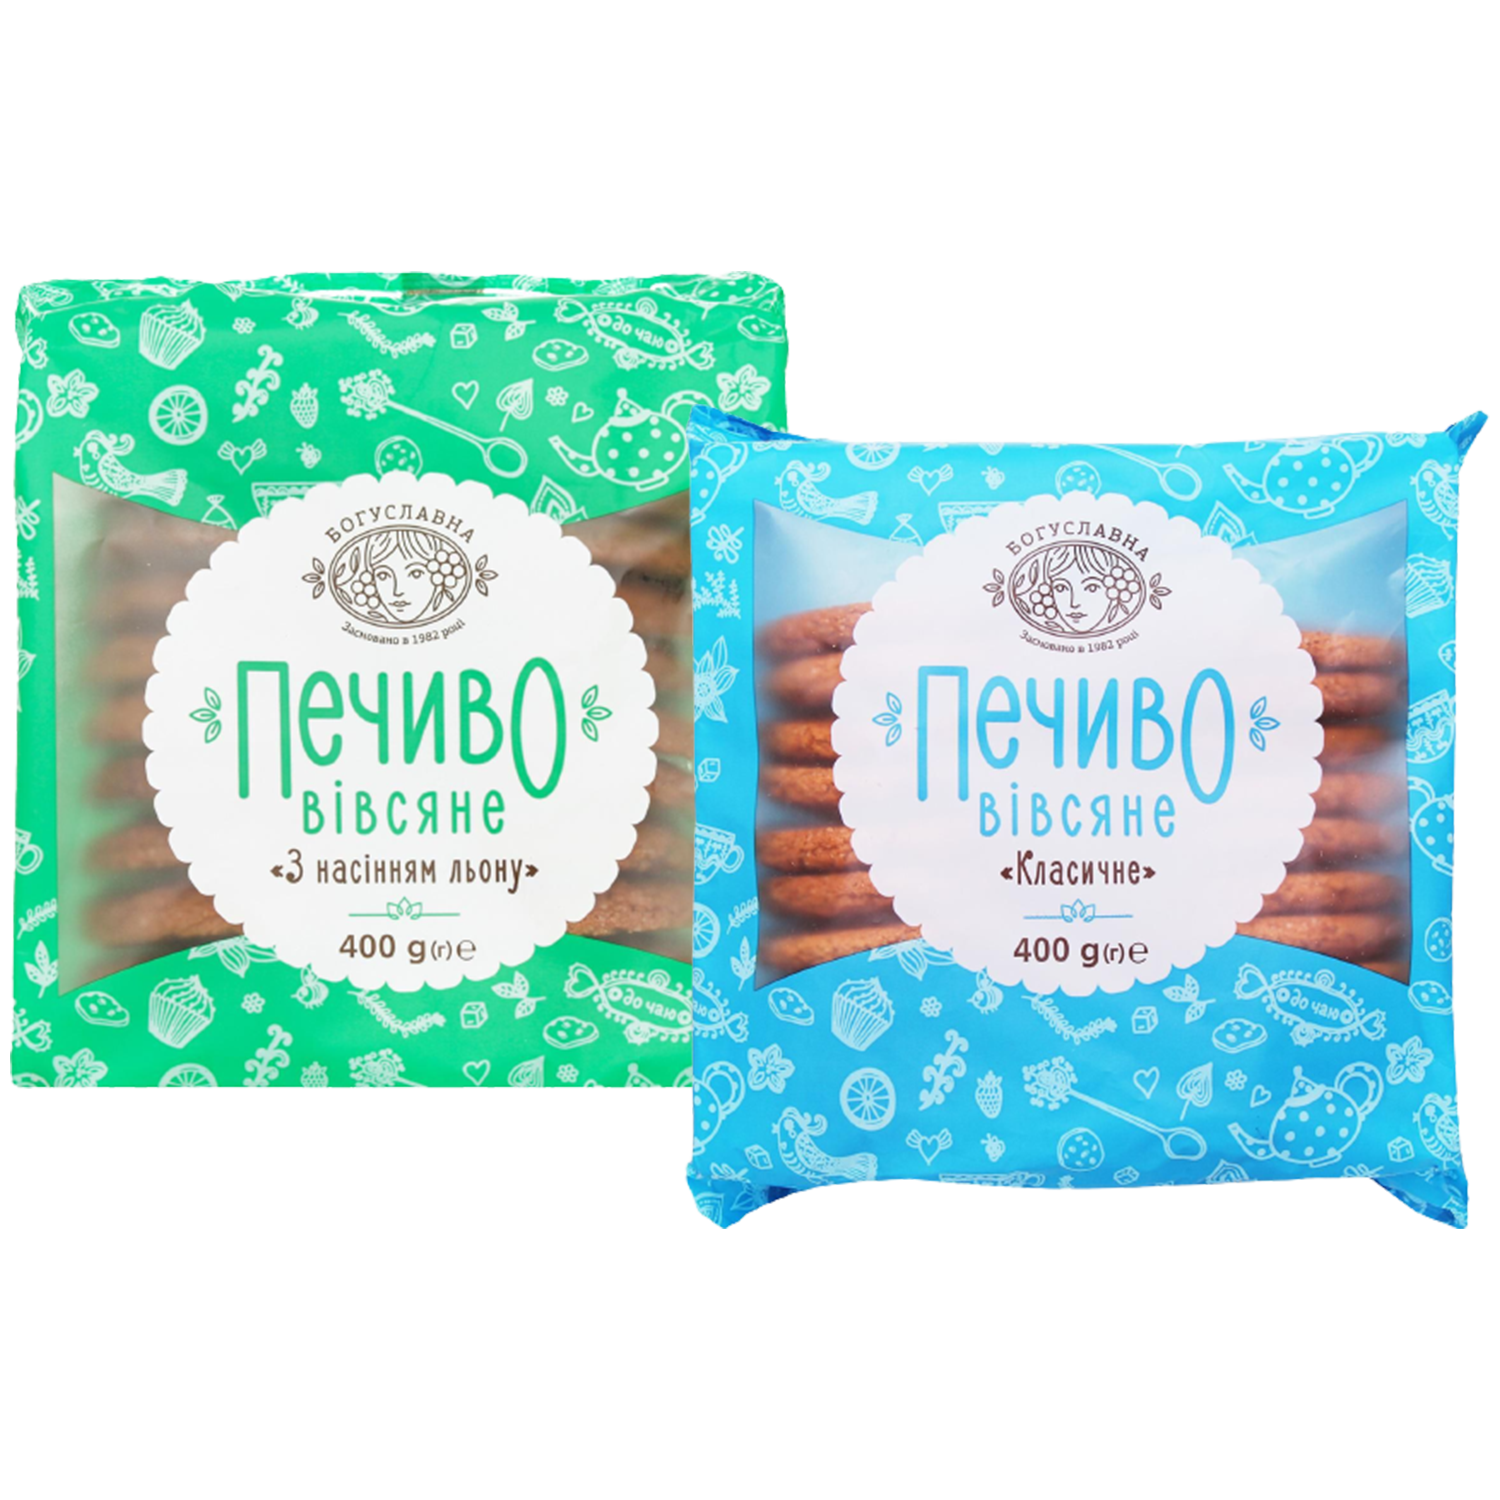 до чаю
БОГУСЛАВНА
Засновано в 1982 році
Печиво
вівсяне
«З насінням льону»
400 g(г)℮
до чаю
БОГУСЛАВНА
Засновано в 1982 році
Печиво
вівсяне
«Класичне»
400 g(г)℮
до чаю